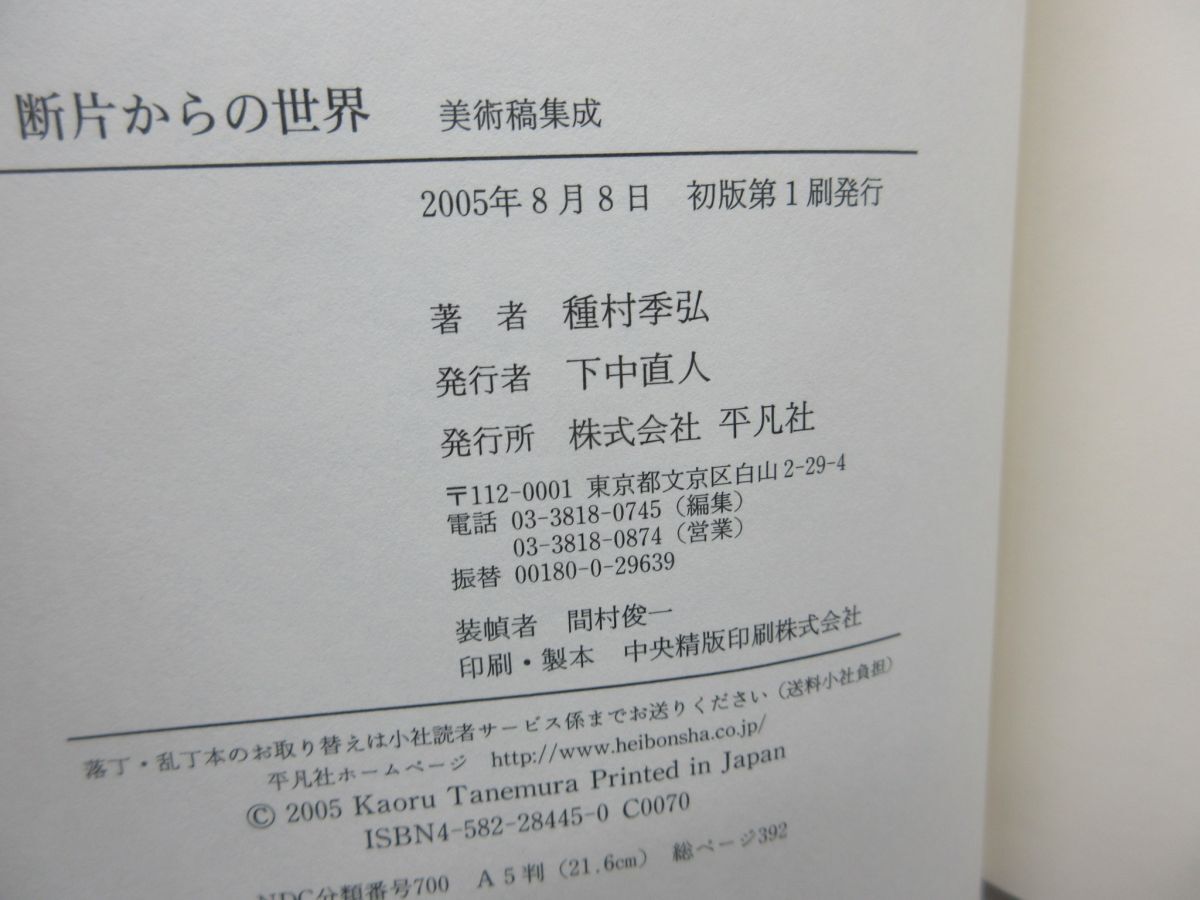 断片からの世界　美術稿集成
2005年8月8日　初版第1刷発行
著　者　種村季弘
発行者　下中直人
発行所　株式会社 平凡社
〒112-0001 東京都文京区白山2-29-4
電話 03-3818-0745（編集）
03-3818-0874（営業）
振替 00180-0-29639
装幀者　間村俊一
印刷・製本　中央精版印刷株式会社
落丁・乱丁本のお取り替えは小社読者サービス係までお送りください（送料小社負担）
平凡社ホームページ　http://www.heibonsha.co.jp/
© 2005 Kaoru Tanemura Printed in Japan
ISBN4-582-28445-0 C0070
NDC分類番号700　A5判（21.6cm）　総ページ392